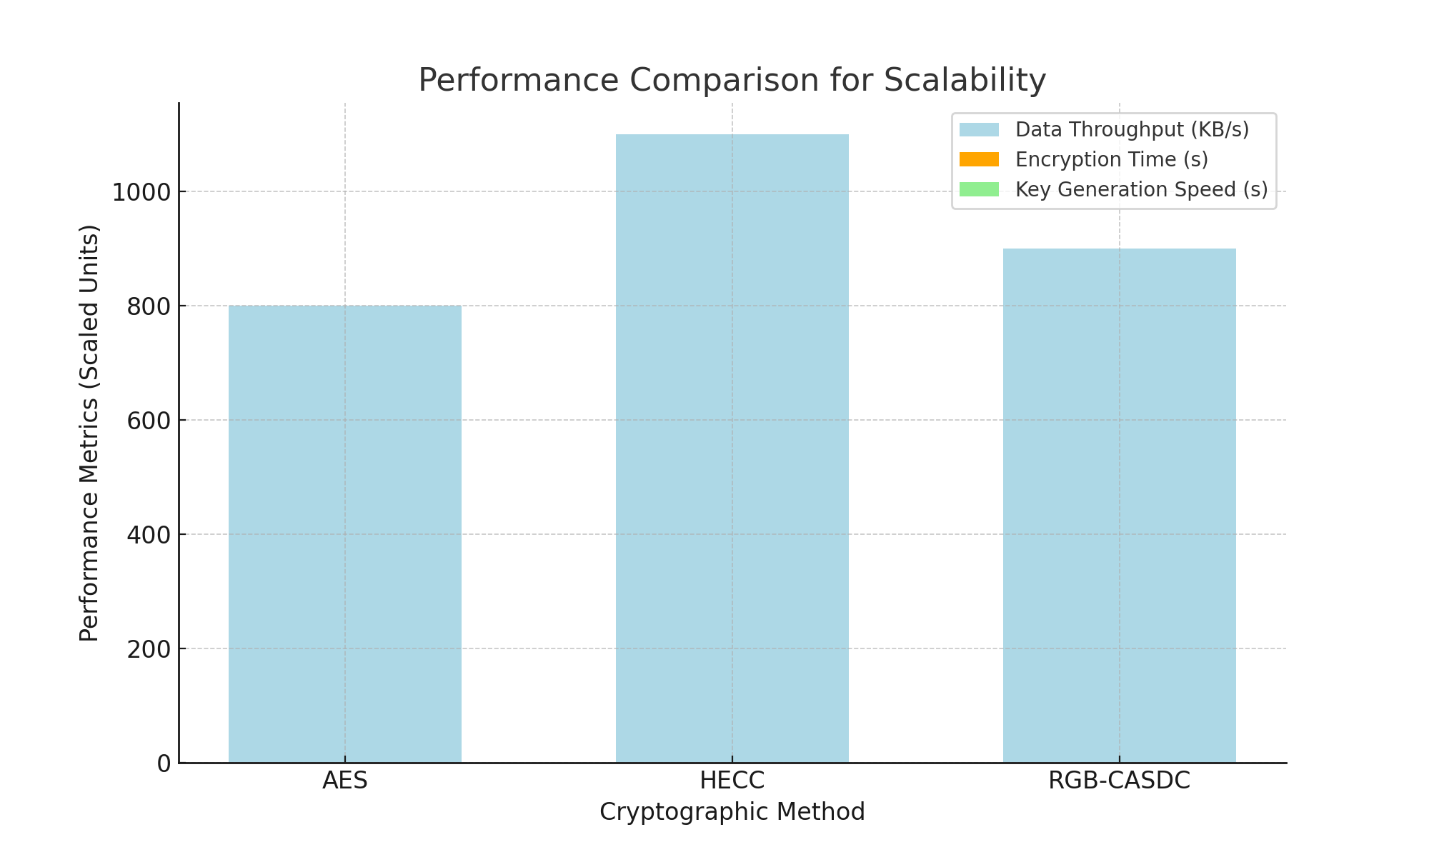 Performance Comparison for Scalability
Data Throughput (KB/s)
Encryption Time (s)
Key Generation Speed (s)
Performance Metrics (Scaled Units)
1000
800
600
400
200
0
AES
HECC
RGB-CASDC
Cryptographic Method